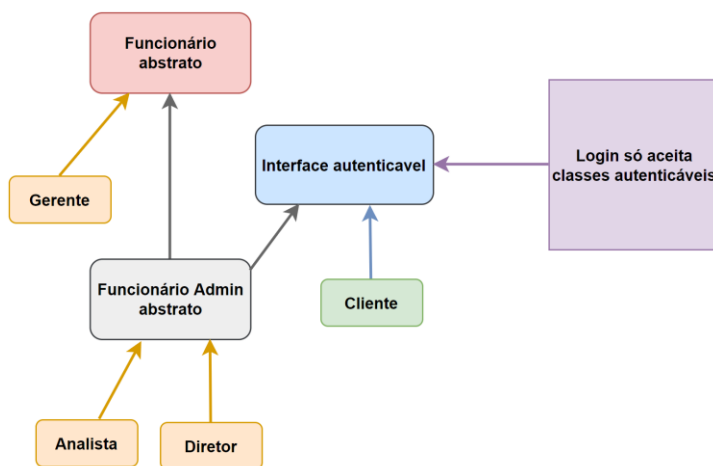 Funcionário
abstrato
Interface autenticavel
Login só aceita
classes autenticáveis
Gerente
Funcionário Admin
abstrato
Cliente
Analista
Diretor